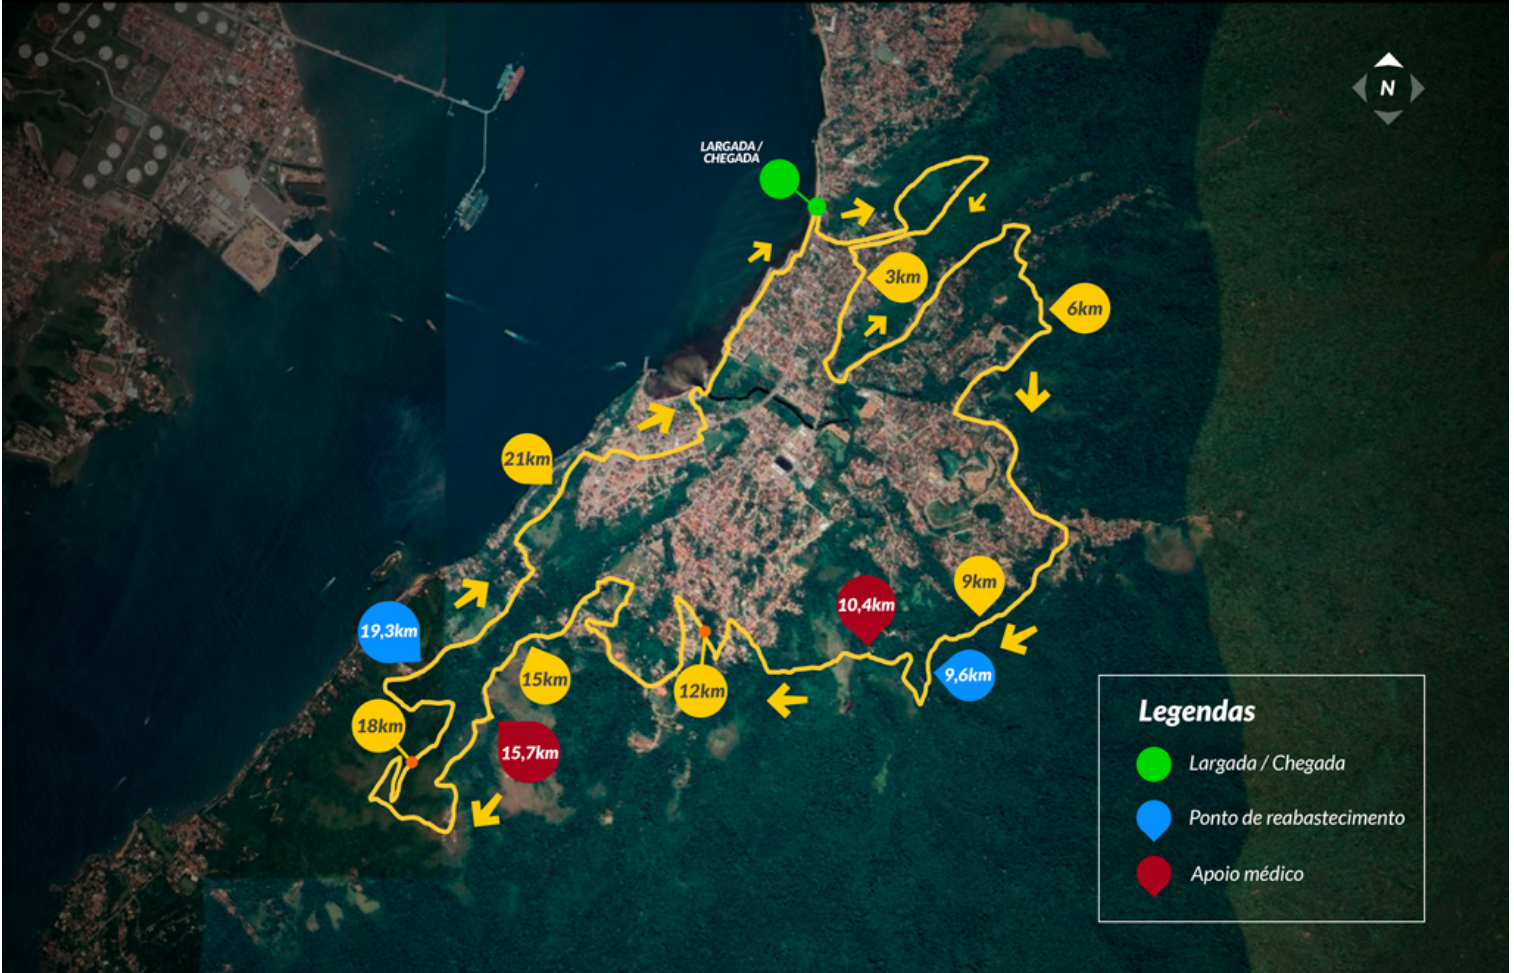 N
LARGADA /
CHEGADA
3km
6km
21km
9km
10,4km
19,3km
9,6km
15km
12km
18km
15,7km
Legendas
Largada / Chegada
Ponto de reabastecimento
Apoio médico